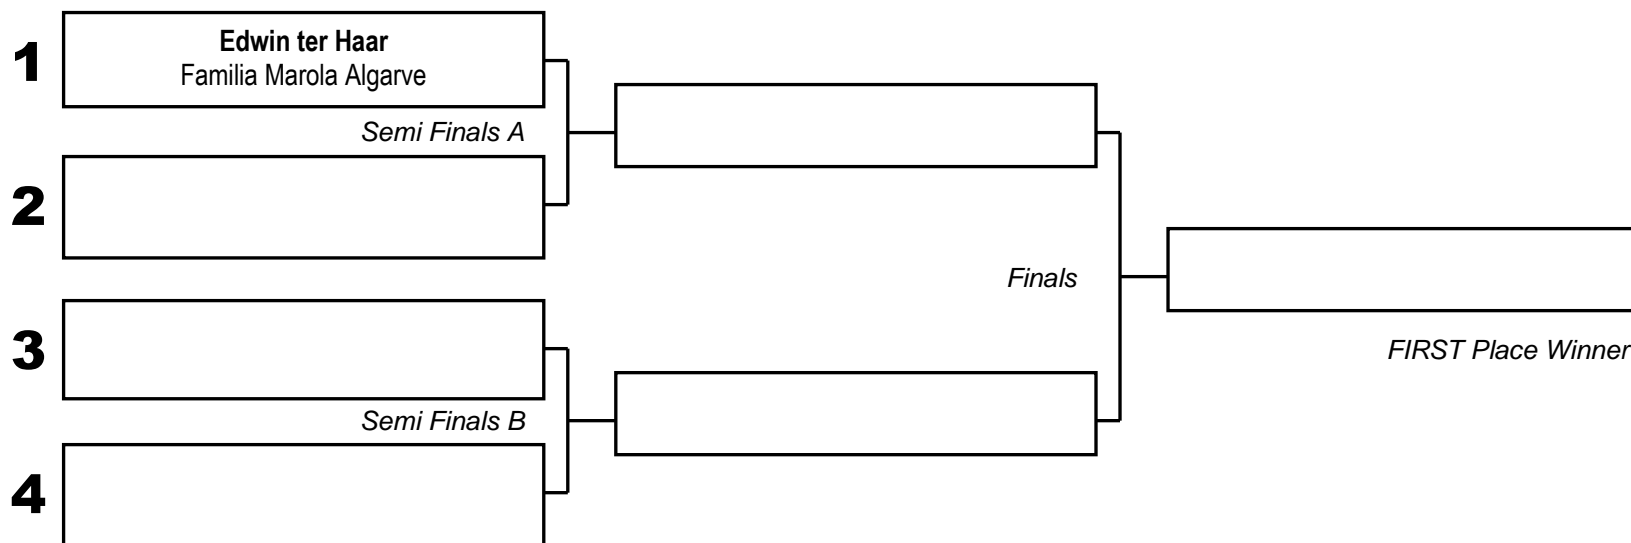 1
Edwin ter Haar
Familia Marola Algarve
Semi Finals A
2
Finals
3
FIRST Place Winner
Semi Finals B
4